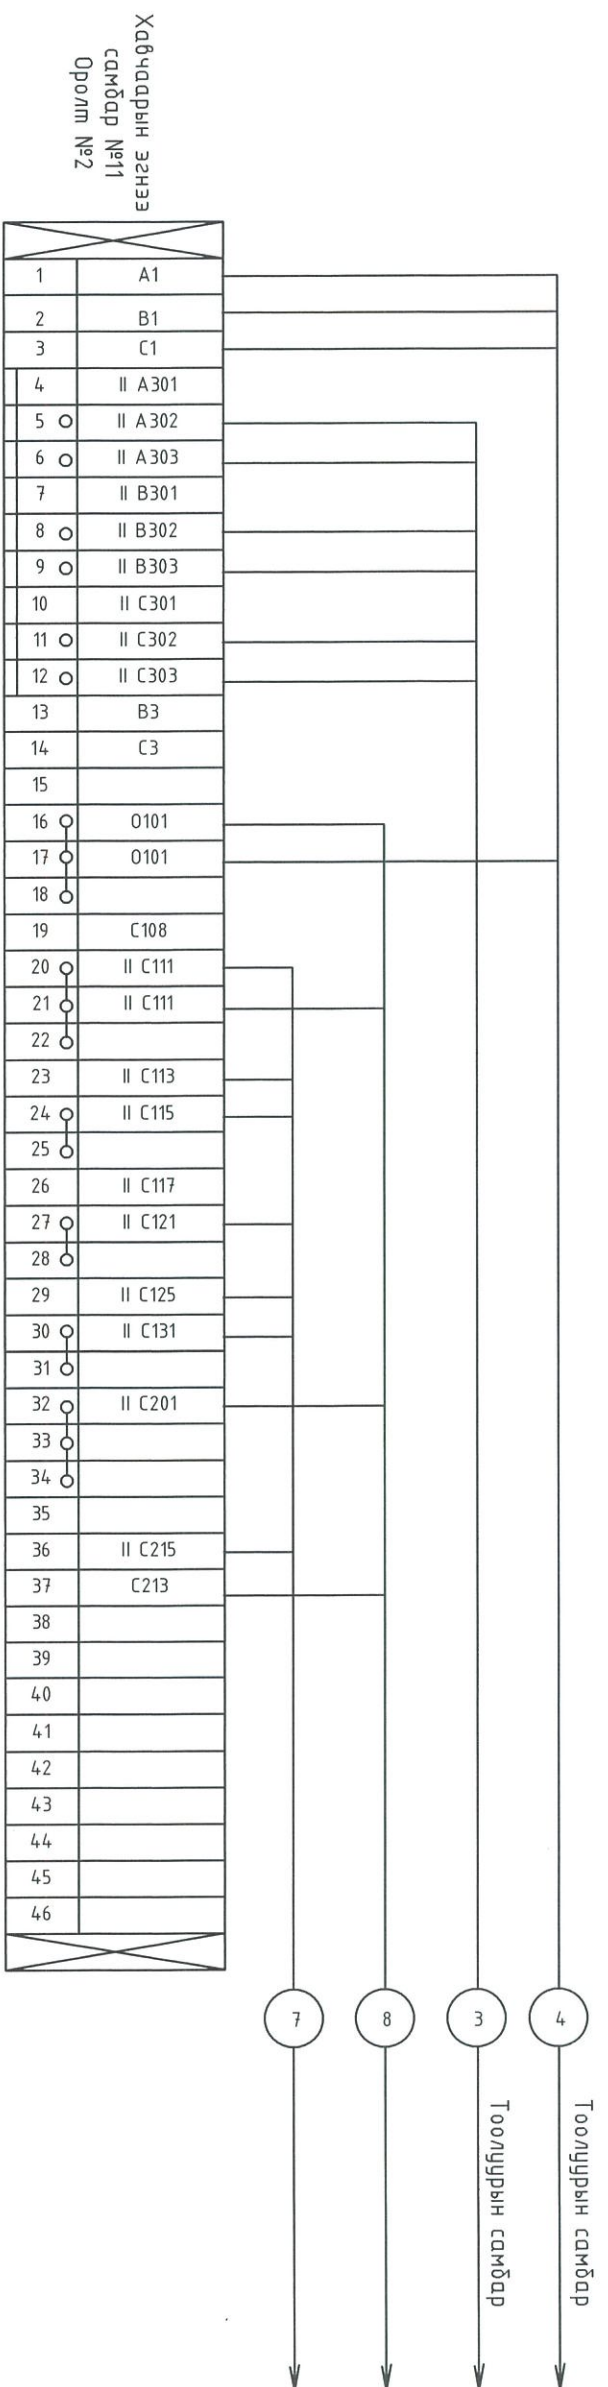 Хавчаарын эгнээ
самбар №11
Оролт №2
1 A1
2 B1
3 C1
4 II A301
5 II A302
6 II A303
7 II B301
8 II B302
9 II B303
10 II C301
11 II C302
12 II C303
13 B3
14 C3
15
16 0101
17 0101
18
19 C108
20 II C111
21 II C111
22
23 II C113
24 II C115
25
26 II C117
27 II C121
28
29 II C125
30 II C131
31
32 II C201
33
34
35
36 II C215
37 C213
38
39
40
41
42
43
44
45
46
7 8 3 4
Тоолуурын самбар
Тоолуурын самбар